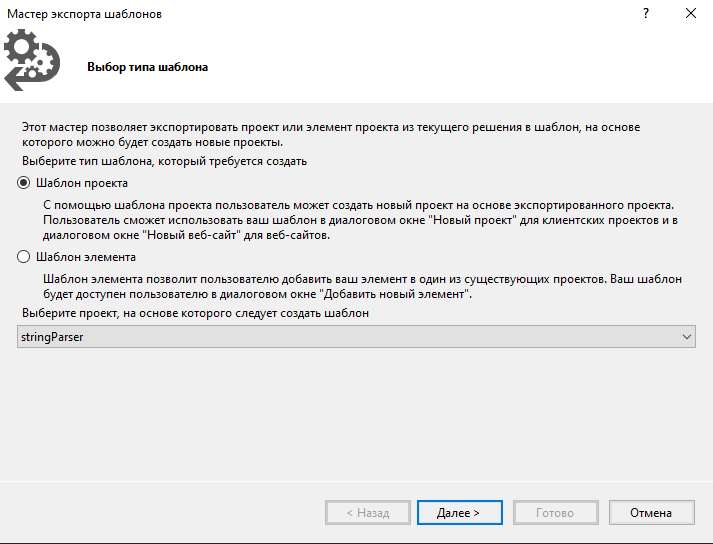 Мастер экспорта шаблонов
?
Выбор типа шаблона
Этот мастер позволяет экспортировать проект или элемент проекта из текущего решения в шаблон, на основе
которого можно будет создать новые проекты.
Выберите тип шаблона, который требуется создать
Шаблон проекта
С помощью шаблона проекта пользователь может создать новый проект на основе экспортированного проекта.
Пользователь сможет использовать ваш шаблон в диалоговом окне "Новый проект" для клиентских проектов и в
диалоговом окне "Новый веб-сайт" для веб-сайтов.
Шаблон элемента
Шаблон элемента позволит пользователю добавить ваш элемент в один из существующих проектов. Ваш шаблон
будет доступен пользователю в диалоговом окне "Добавить новый элемент".
Выберите проект, на основе которого следует создать шаблон
stringParser
< Назад Далее > Готово Отмена